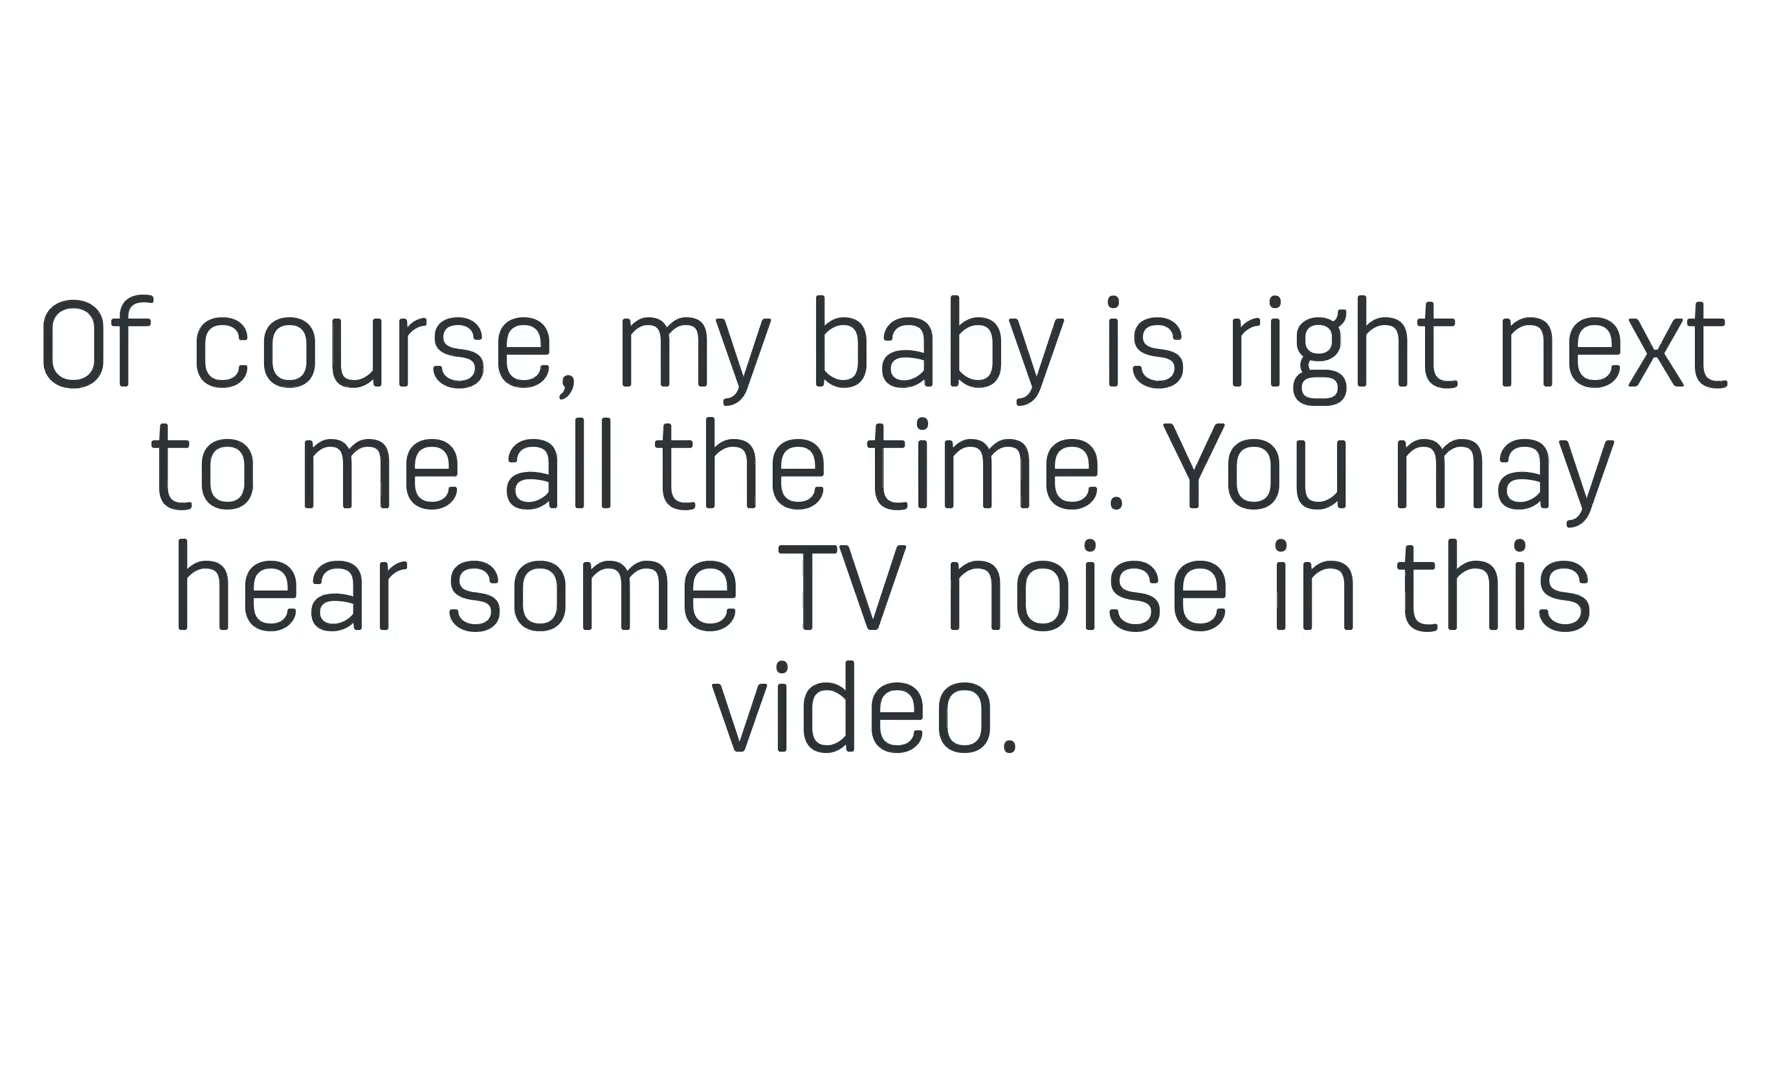 Of course, my baby is right next
to me all the time. You may
hear some TV noise in this
video.